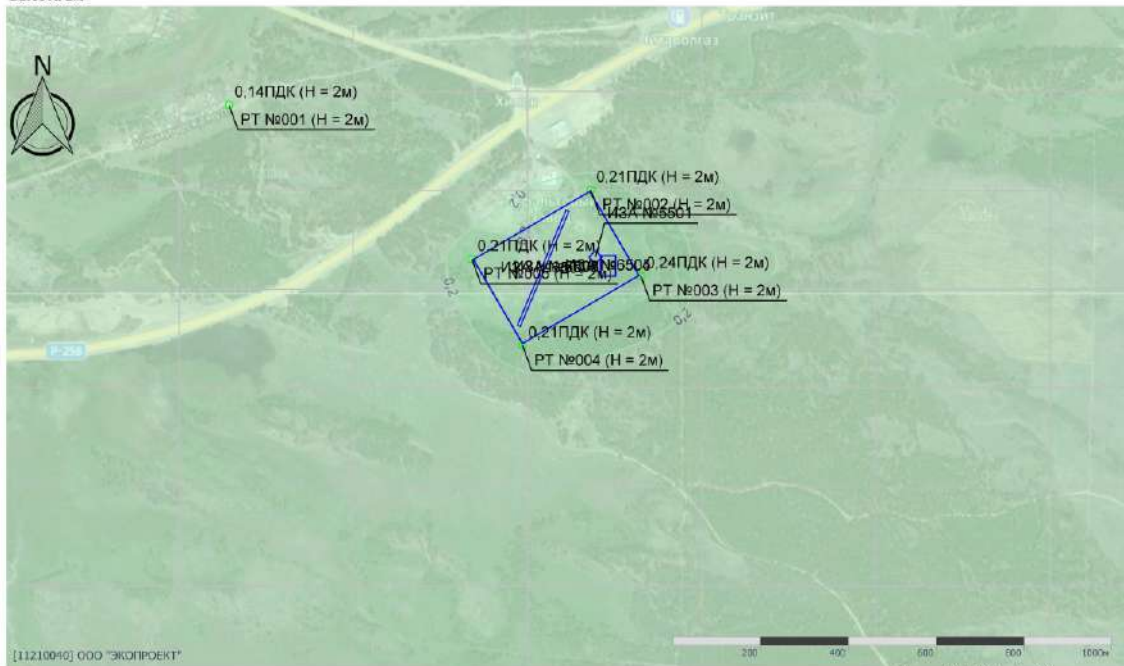 N
0,14ПДК (Н = 2м)
РТ №001 (Н = 2м)
0,21ПДК (Н = 2м)
РТ №002 (Н = 2м)
ИЗА №5501
0,2
0,21ПДК (Н = 2м)
0,24ПДК (Н = 2м)
РТ №003 (Н = 2м)
0,2
0,2
0,21ПДК (Н = 2м)
РТ №004 (Н = 2м)
Р-258
[11210040] ООО "ЭКОПРОЕКТ"
200 400 600 800 1000м